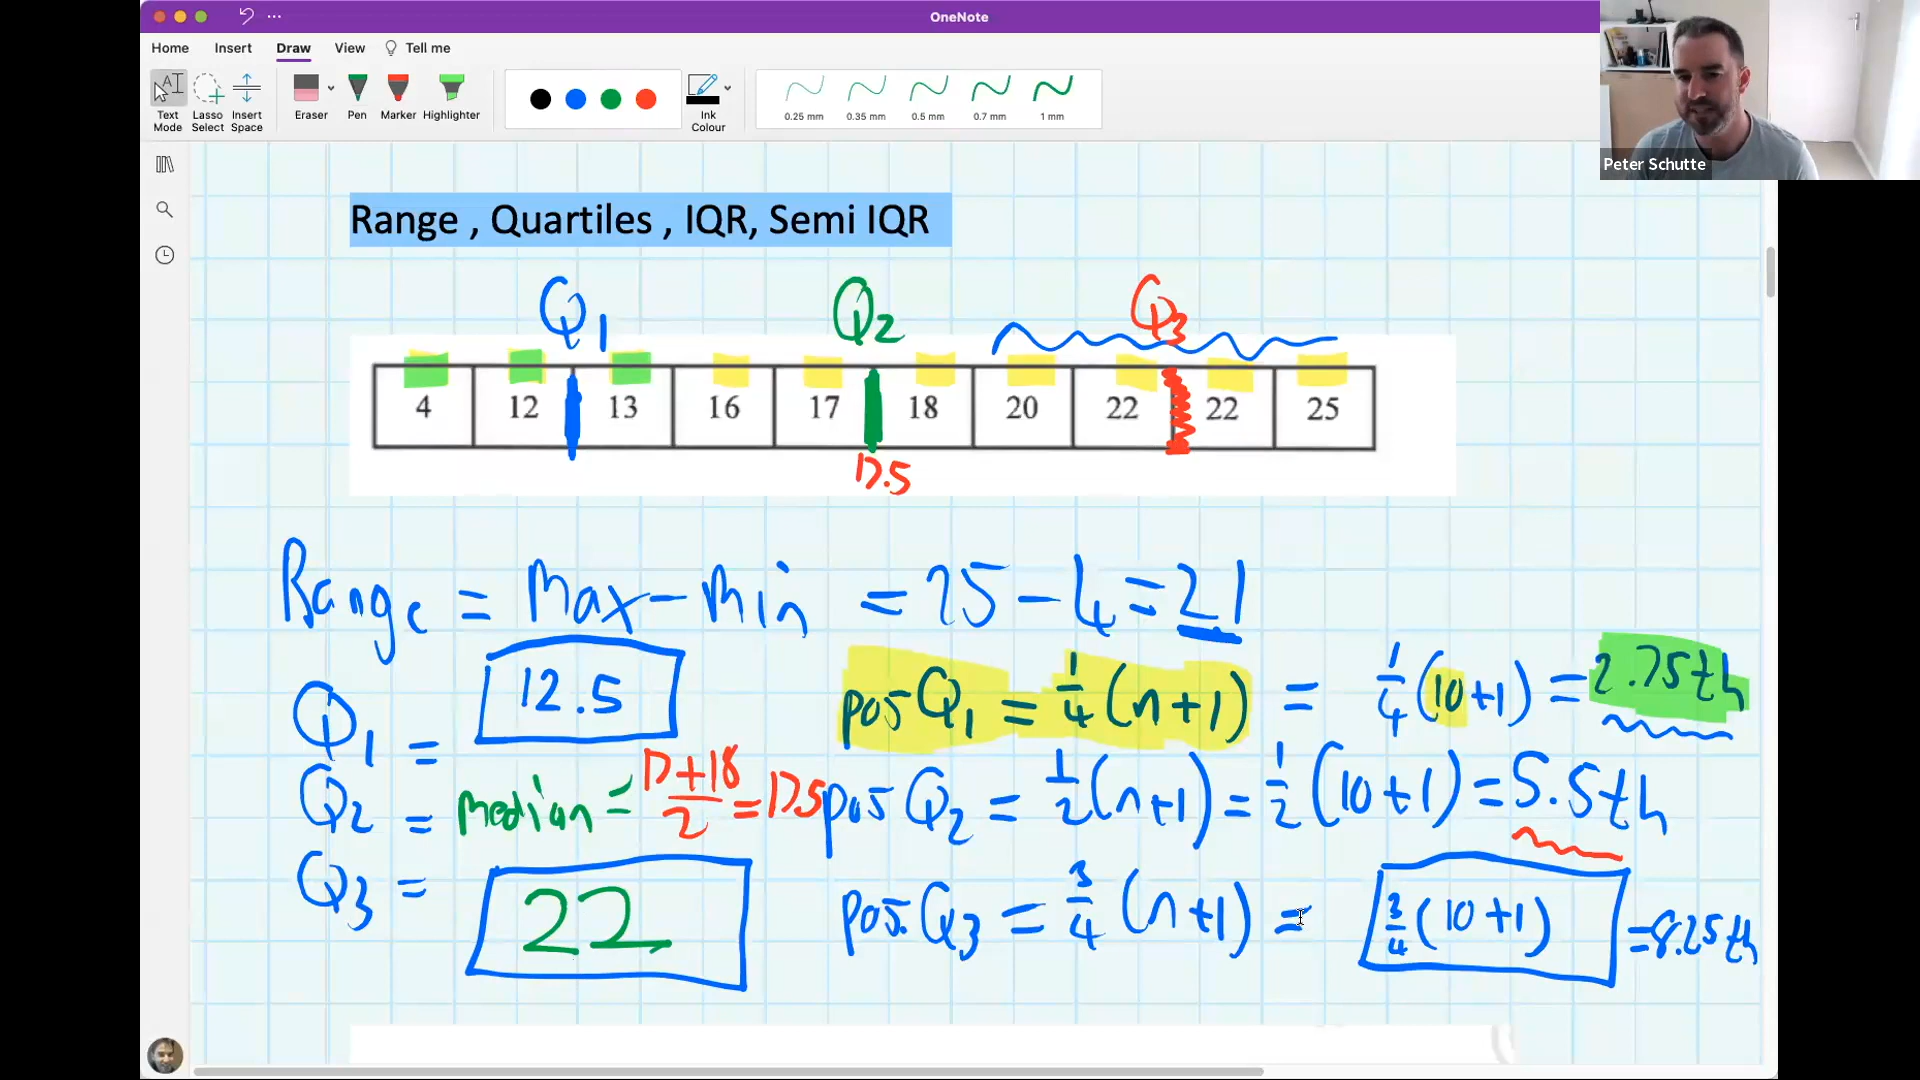 OneNote
Home Insert Draw View Tell me
Text Mode Lasso Select Insert Space Eraser Pen Marker Highlighter Ink Colour 0.25 mm 0.35 mm 0.5 mm 0.7 mm 1 mm
Peter Schutte
Range , Quartiles , IQR, Semi IQR
Q1 Q2 Q3
4 12 13 16 17 18 20 22 22 25
17.5
Range = Max - Min = 25 - 4 = 21
Q1 = 12.5 pos Q1 = 1/4 (n+1) = 1/4 (10+1) = 2.75th
Q2 = median = 17+18/2 = 17.5 pos Q2 = 1/2 (n+1) = 1/2 (10+1) = 5.5th
Q3 = 22 pos. Q3 = 3/4 (n+1) = 3/4 (10+1) = 8.25th